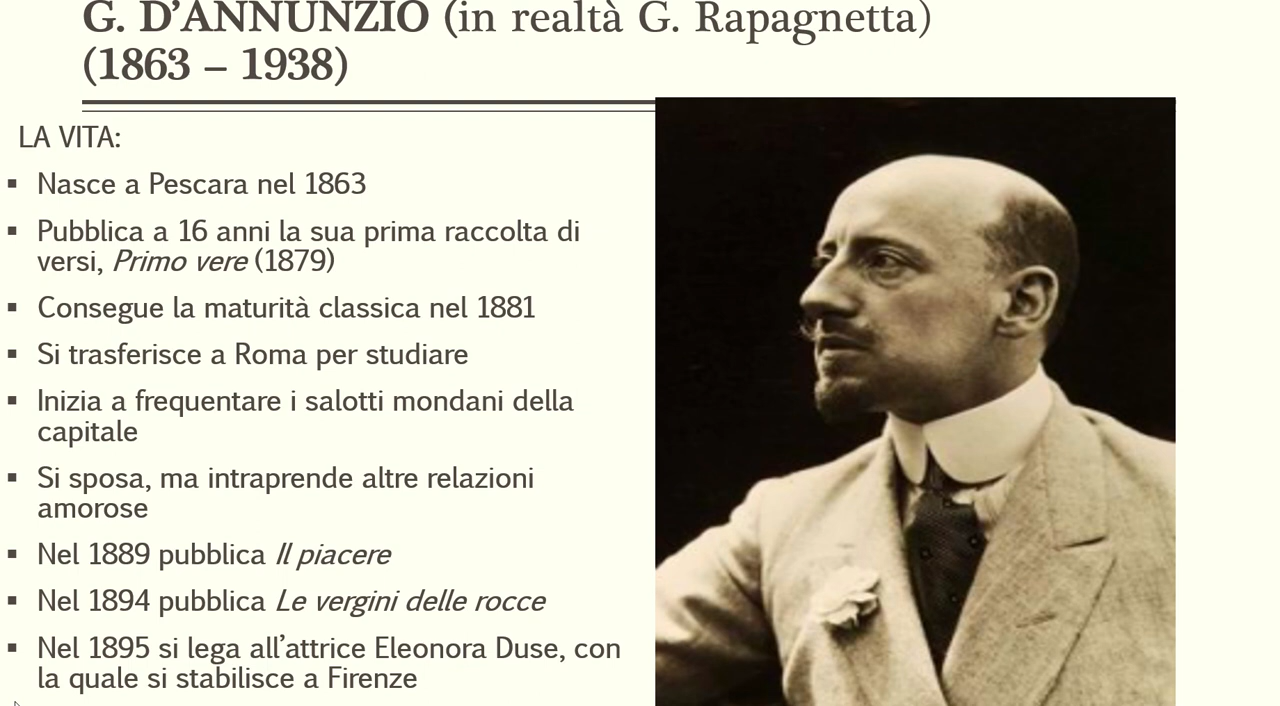 G. D’ANNUNZIO (in realtà G. Rapagnetta)
(1863 – 1938)
LA VITA:
▪ Nasce a Pescara nel 1863
▪ Pubblica a 16 anni la sua prima raccolta di
versi, Primo vere (1879)
▪ Consegue la maturità classica nel 1881
▪ Si trasferisce a Roma per studiare
▪ Inizia a frequentare i salotti mondani della
capitale
▪ Si sposa, ma intraprende altre relazioni
amorose
▪ Nel 1889 pubblica Il piacere
▪ Nel 1894 pubblica Le vergini delle rocce
▪ Nel 1895 si lega all’attrice Eleonora Duse, con
la quale si stabilisce a Firenze